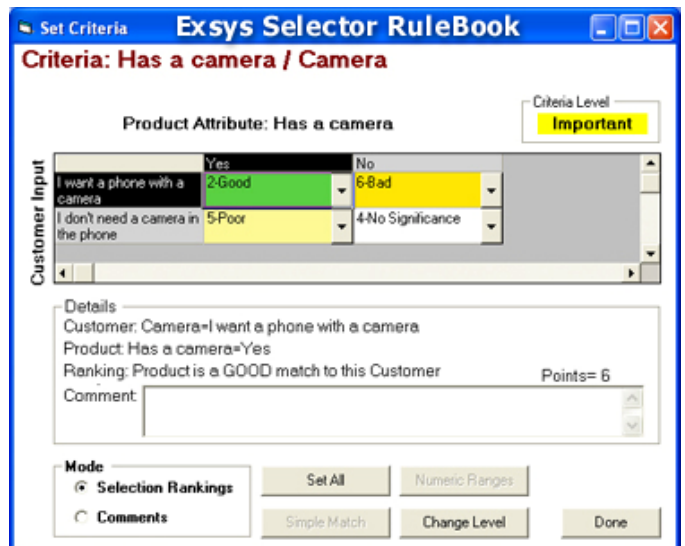 Set Criteria Exsys Selector RuleBook
Criteria: Has a camera / Camera
Criteria Level
Product Attribute: Has a camera Important
Customer Input
Yes No
I want a phone with a camera 2-Good 6-Bad
I don't need a camera in the phone 5-Poor 4-No Significance
Details
Customer: Camera=I want a phone with a camera
Product: Has a camera=Yes
Ranking: Product is a GOOD match to this Customer Points= 6
Comment:
Mode
Selection Rankings Set All Numeric Ranges
Comments Simple Match Change Level Done